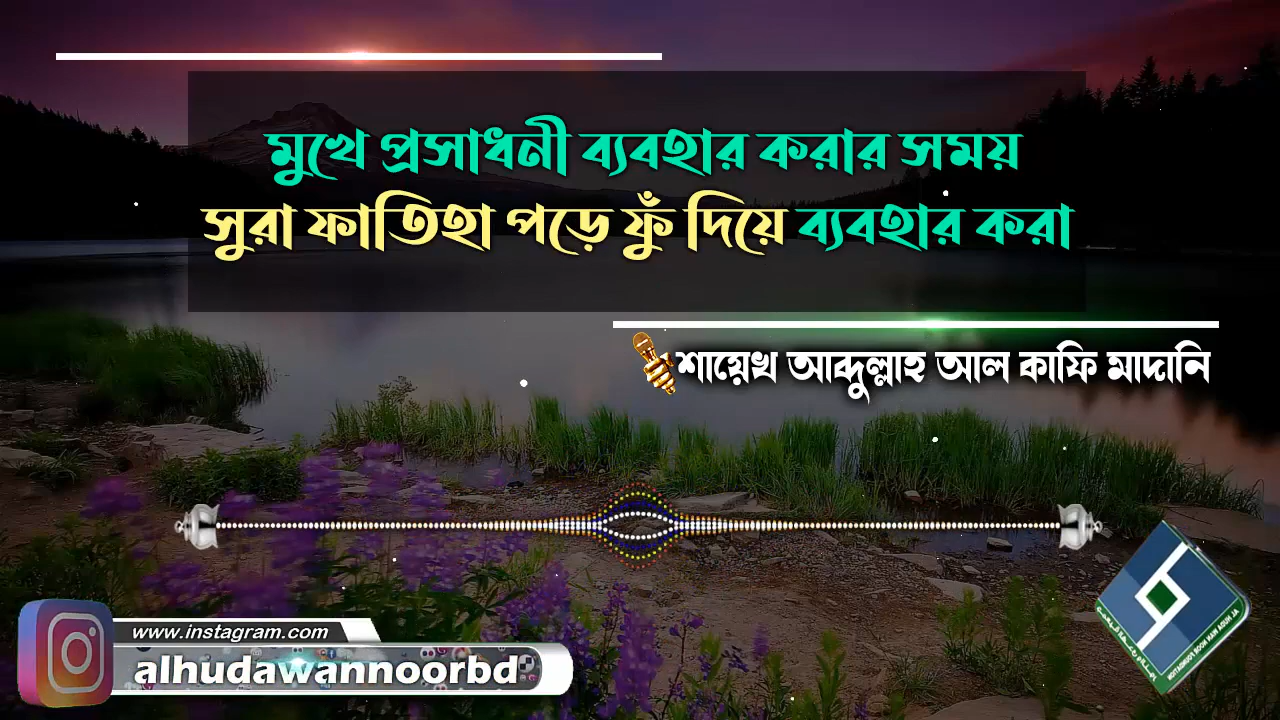 মুখে প্রসাধনী ব্যবহার করার সময়
সুরা ফাতিহা পড়ে ফুঁ দিয়ে ব্যবহার করা
শায়েখ আব্দুল্লাহ আল কাফি মাদানি
www.instagram.com
alhudawannoorbd